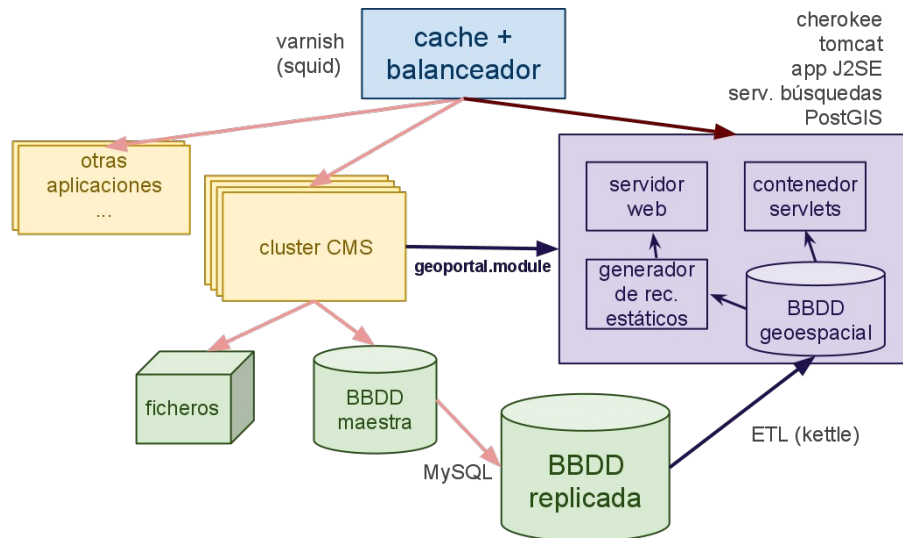 varnish
(squid)
cache +
balanceador
cherokee
tomcat
app J2SE
serv. búsquedas
PostGIS
otras
aplicaciones
...
cluster CMS
geoportal.module
servidor
web
contenedor
servlets
generador
de rec.
estáticos
BBDD
geoespacial
ficheros
BBDD
maestra
MySQL
BBDD
replicada
ETL (kettle)